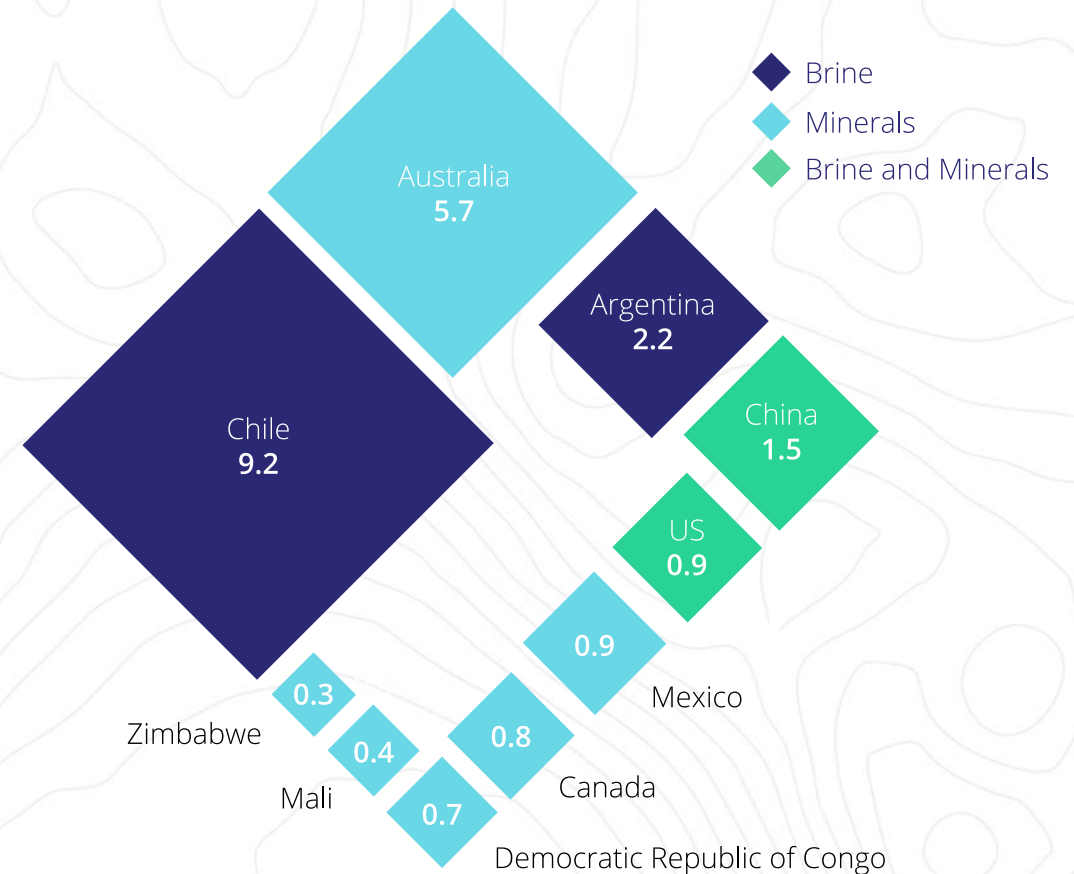 Brine
Minerals
Brine and Minerals
Australia
5.7
Argentina
2.2
China
1.5
Chile
9.2
US
0.9
0.9
Mexico
0.3
Zimbabwe
0.4
Mali
0.8
Canada
0.7
Democratic Republic of Congo